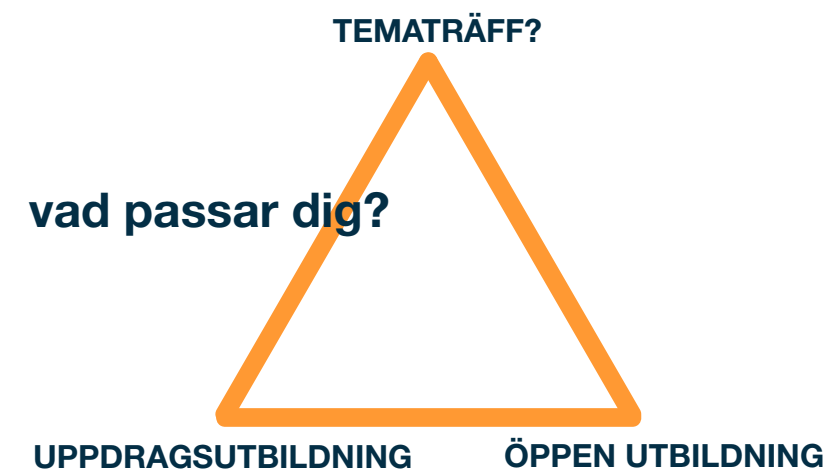 TEMATRÄFF?
vad passar dig?
UPPDRAGSUTBILDNING
ÖPPEN UTBILDNING